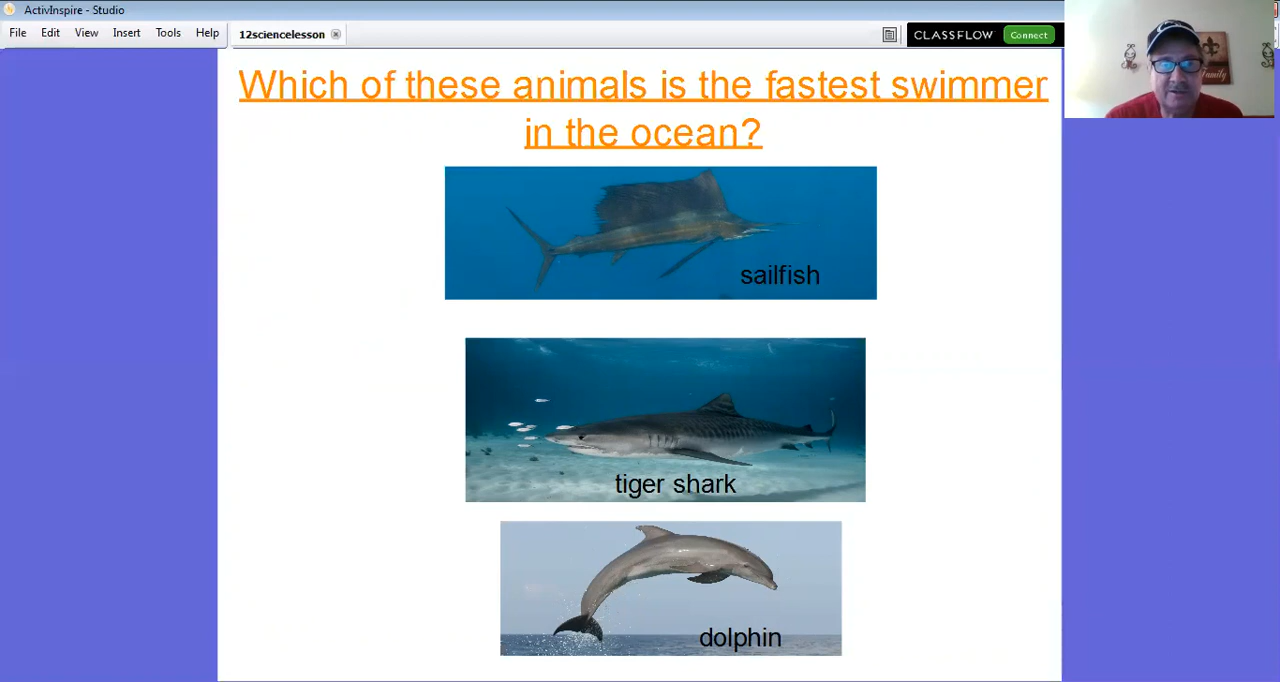 ActivInspire - Studio
File Edit View Insert Tools Help
12sciencelesson
CLASSFLOW Connect
Which of these animals is the fastest swimmer
in the ocean?
sailfish
tiger shark
dolphin
family